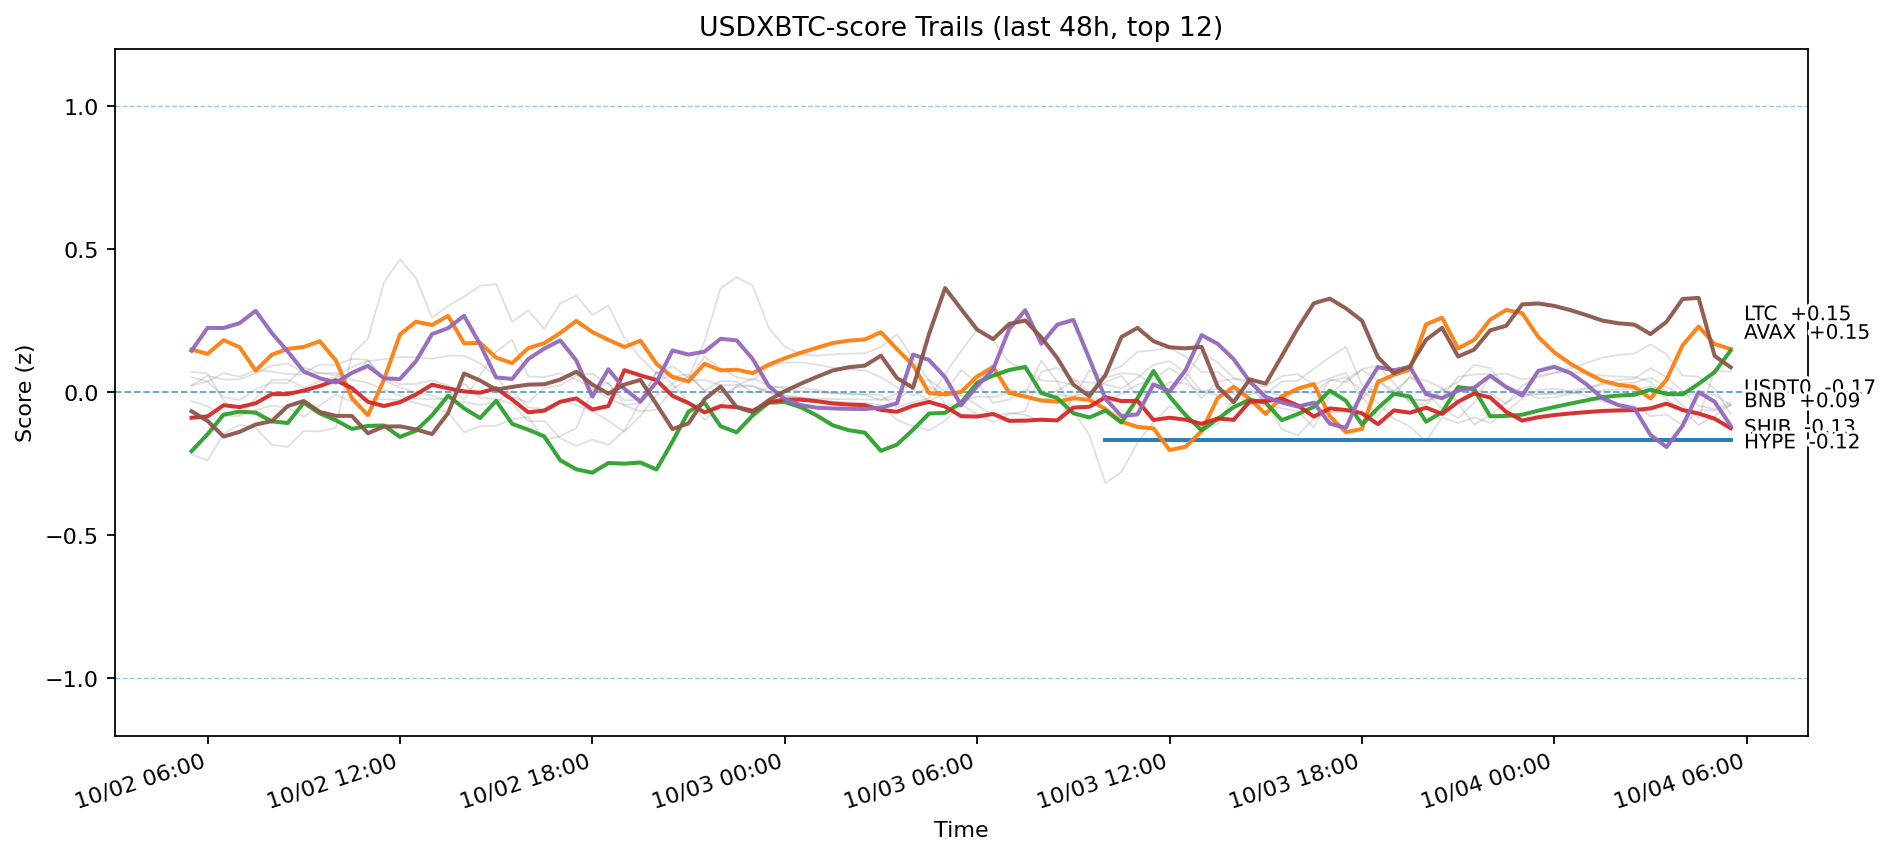 USDXBTC-score Trails (last 48h, top 12)
Score (z)
1.0
0.5
0.0
−0.5
−1.0
LTC +0.15
AVAX +0.15
USDT0 -0.17
BNB +0.09
SHIB -0.13
HYPE -0.12
10/02 06:00
10/02 12:00
10/02 18:00
10/03 00:00
10/03 06:00
10/03 12:00
10/03 18:00
10/04 00:00
10/04 06:00
Time